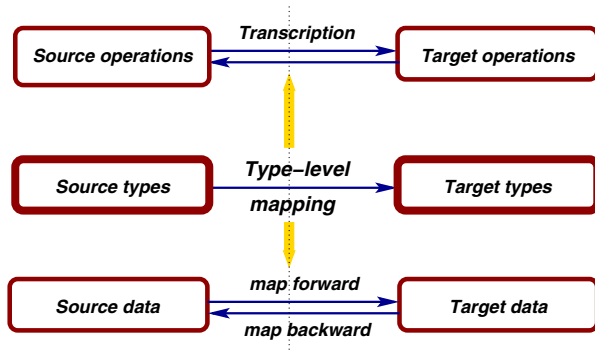 Transcription
Source operations
Target operations
Source types
Type-level
mapping
Target types
Source data
map forward
map backward
Target data